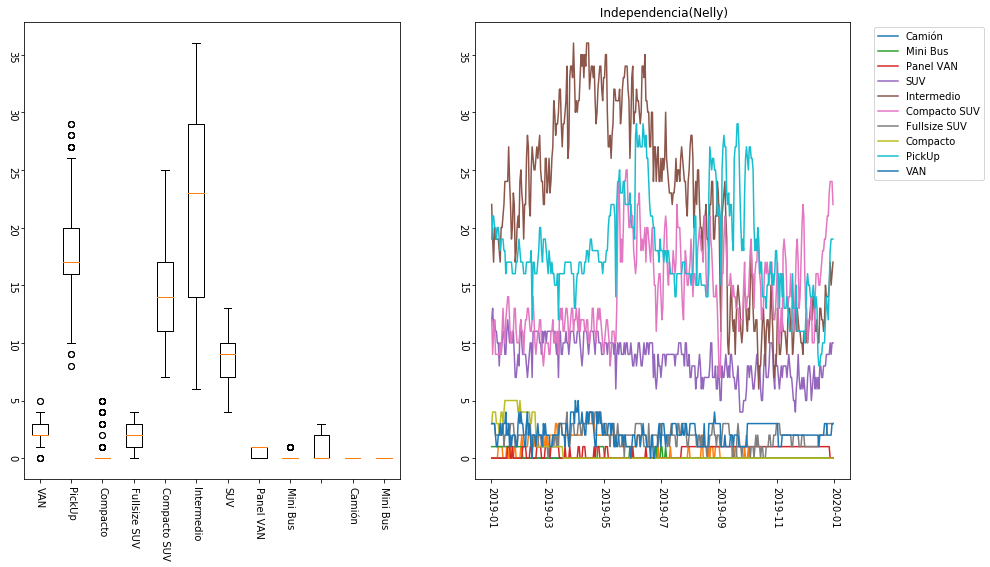 35
30
25
20
15
10
5
0
VAN
PickUp
Compacto
Fullsize SUV
Compacto SUV
Intermedio
SUV
Panel VAN
Mini Bus
Camión
Mini Bus
Independencia(Nelly)
35
30
25
20
15
10
5
0
2019-01
2019-03
2019-05
2019-07
2019-09
2019-11
2020-01
Camión
Mini Bus
Panel VAN
SUV
Intermedio
Compacto SUV
Fullsize SUV
Compacto
PickUp
VAN